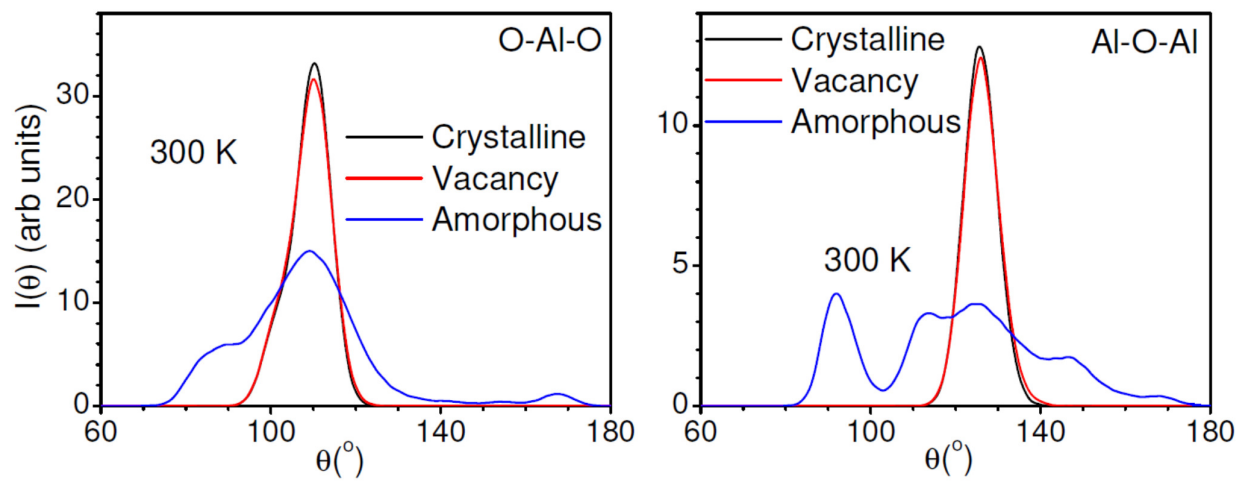 O-Al-O
Crystalline
Vacancy
Amorphous
300 K
I(θ) (arb units)
30
20
10
0
60
100
140
180
θ(°)
Al-O-Al
Crystalline
Vacancy
Amorphous
300 K
10
5
0
60
100
140
180
θ(°)